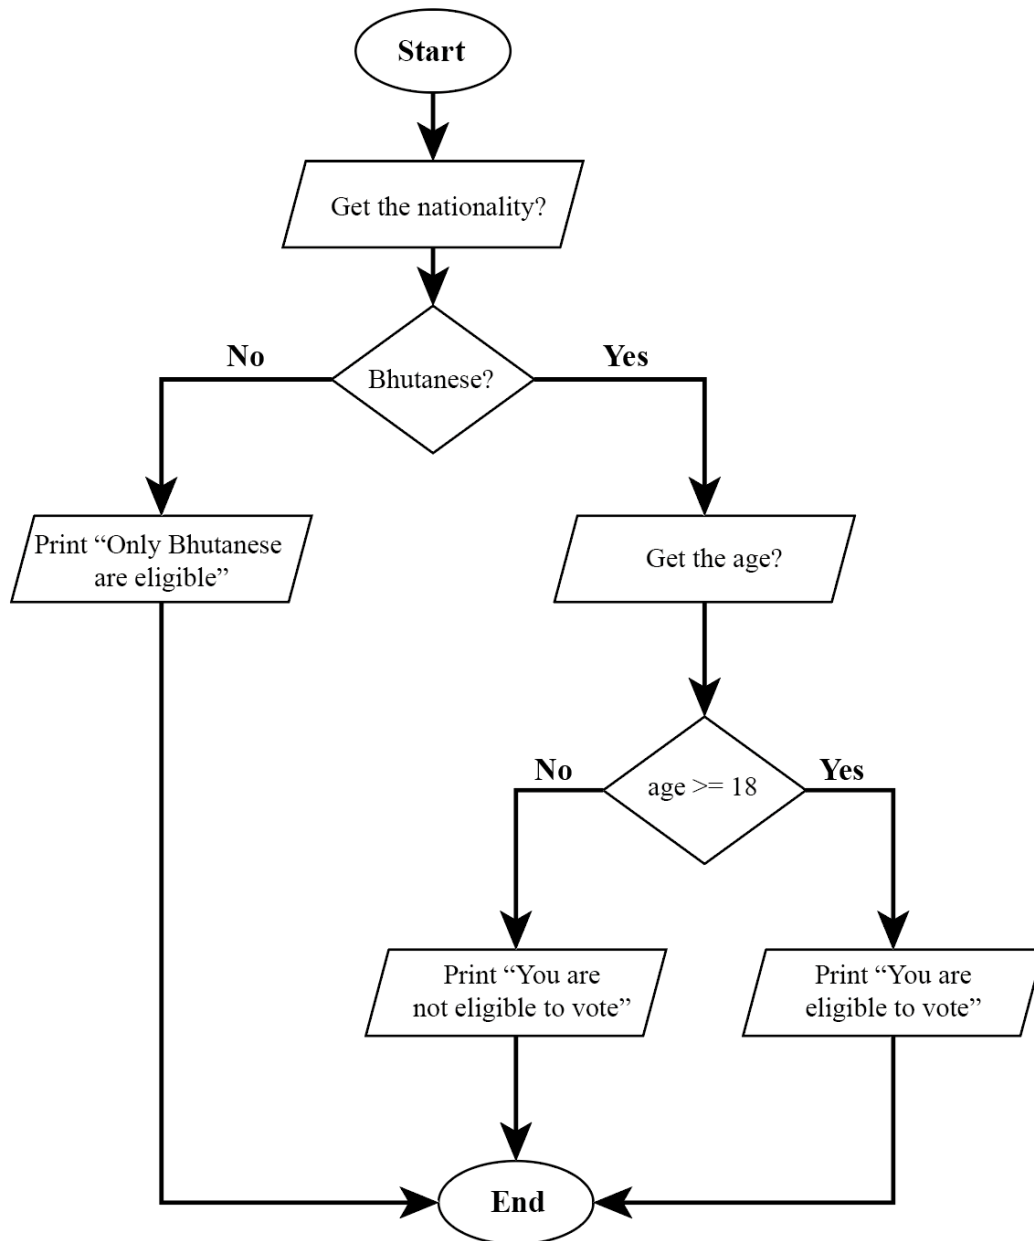 Start
Get the nationality?
No
Yes
Bhutanese?
Print “Only Bhutanese
are eligible”
Get the age?
No
Yes
age >= 18
Print “You are
not eligible to vote”
Print “You are
eligible to vote”
End